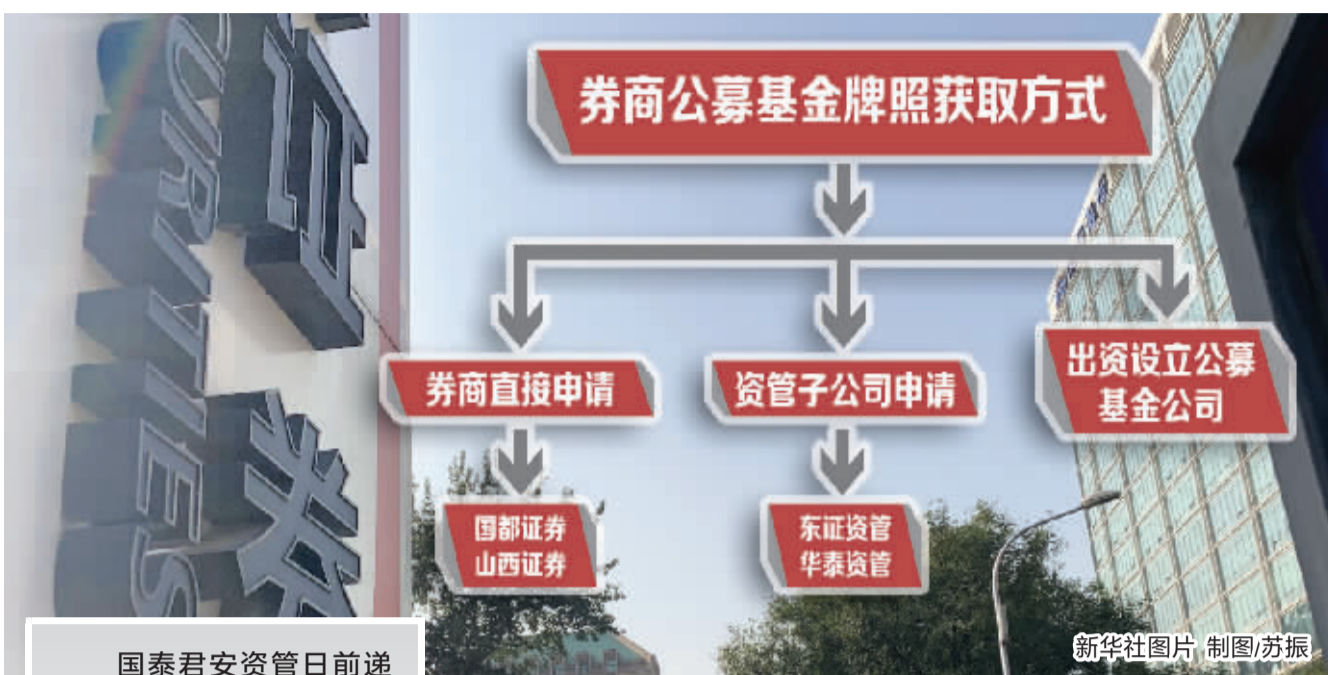 证券
URITIES
券商公募基金牌照获取方式
券商直接申请
资管子公司申请
出资设立公募
基金公司
国都证券
山西证券
东证资管
华泰资管
新华社图片 制图/苏振
国泰君安资管日前递